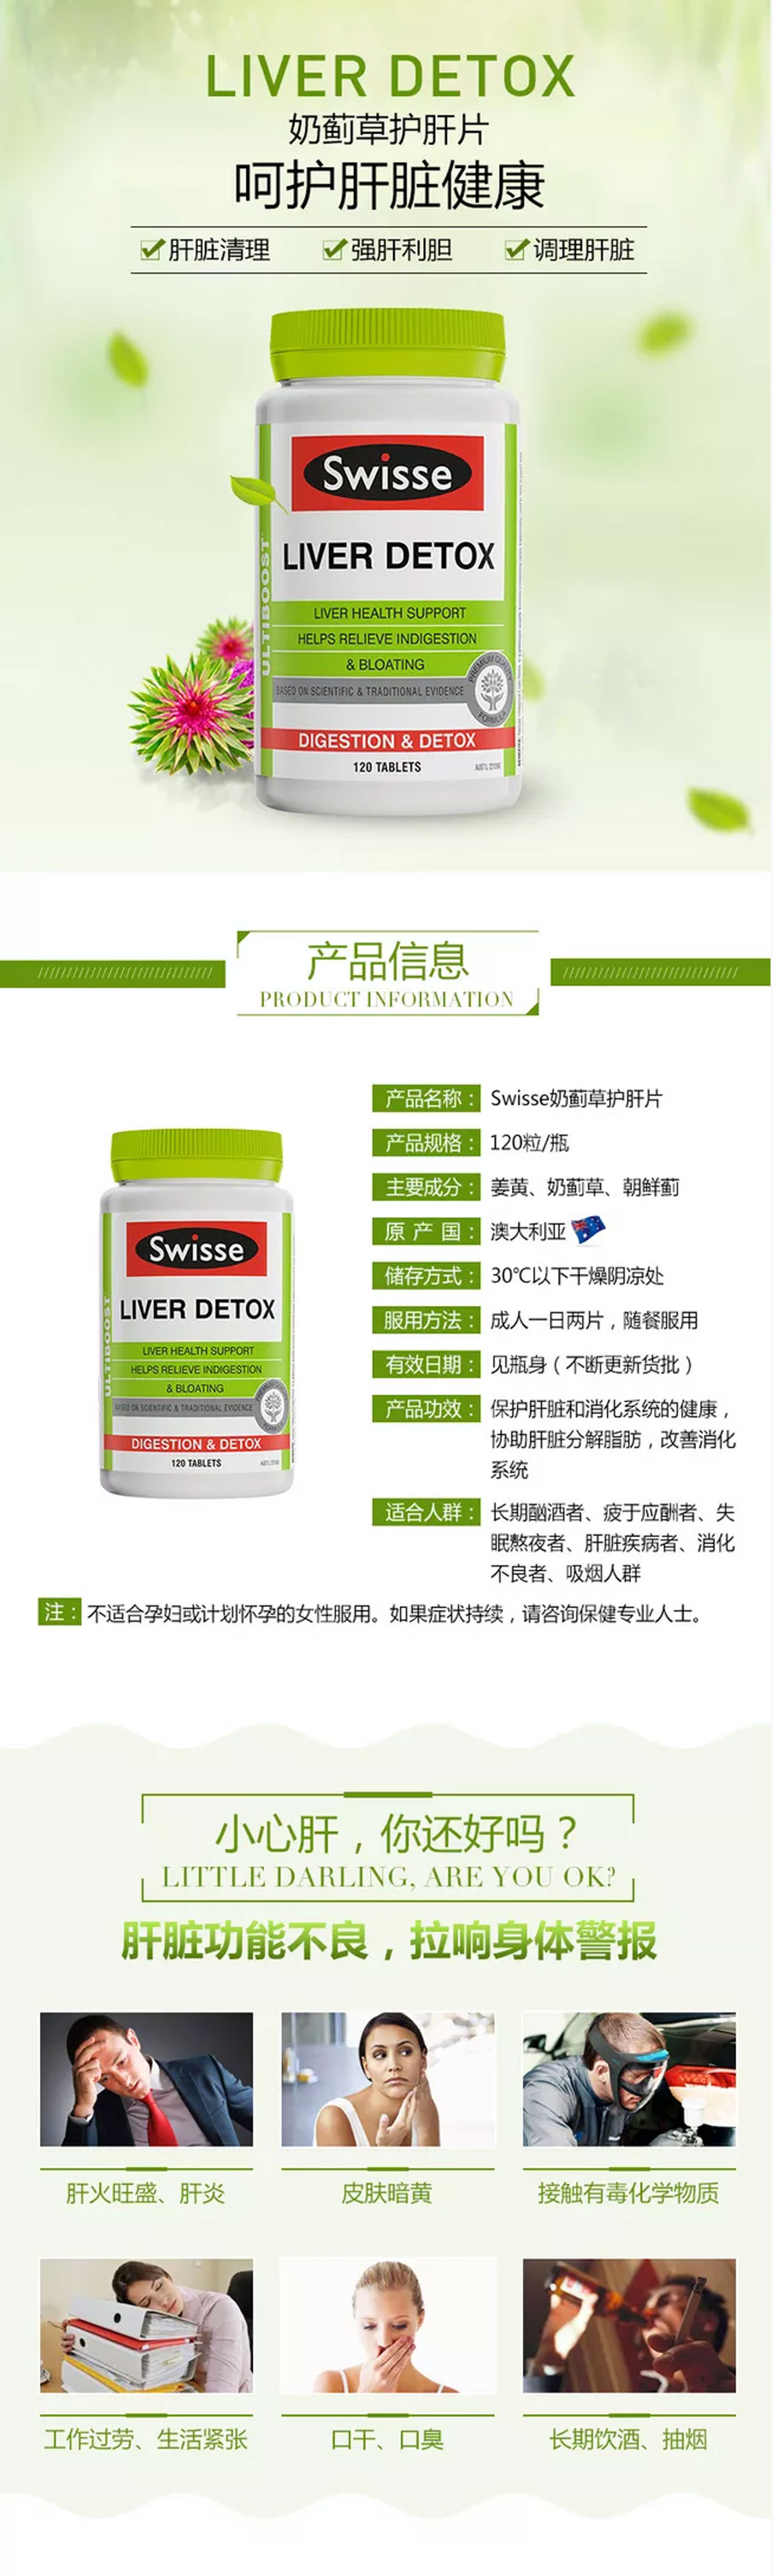 LIVER DETOX
奶蓟草护肝片
呵护肝脏健康
肝脏清理 强肝利胆 调理肝脏
Swisse
LIVER DETOX
ULTIBOOST
LIVER HEALTH SUPPORT
HELPS RELIEVE INDIGESTION
& BLOATING
BASED ON SCIENTIFIC & TRADITIONAL EVIDENCE
PREMIUM QUALITY FORMULA
DIGESTION & DETOX
120 TABLETS
产品信息
PRODUCT INFORMATION
产品名称： Swisse奶蓟草护肝片
产品规格： 120粒/瓶
主要成分： 姜黄、奶蓟草、朝鲜蓟
原产国： 澳大利亚
储存方式： 30℃以下干燥阴凉处
服用方法： 成人一日两片，随餐服用
有效日期： 见瓶身（不断更新货批）
产品功效： 保护肝脏和消化系统的健康，
协助肝脏分解脂肪，改善消化
系统
适合人群： 长期酗酒者、疲于应酬者、失
眠熬夜者、肝脏疾病者、消化
不良者、吸烟人群
Swisse
LIVER DETOX
ULTIBOOST
LIVER HEALTH SUPPORT
HELPS RELIEVE INDIGESTION
& BLOATING
BASED ON SCIENTIFIC & TRADITIONAL EVIDENCE
DIGESTION & DETOX
120 TABLETS
注： 不适合孕妇或计划怀孕的女性服用。如果症状持续，请咨询保健专业人士。
小心肝，你还好吗？
LITTLE DARLING, ARE YOU OK?
肝脏功能不良，拉响身体警报
肝火旺盛、肝炎 皮肤暗黄 接触有毒化学物质
工作过劳、生活紧张 口干、口臭 长期饮酒、抽烟